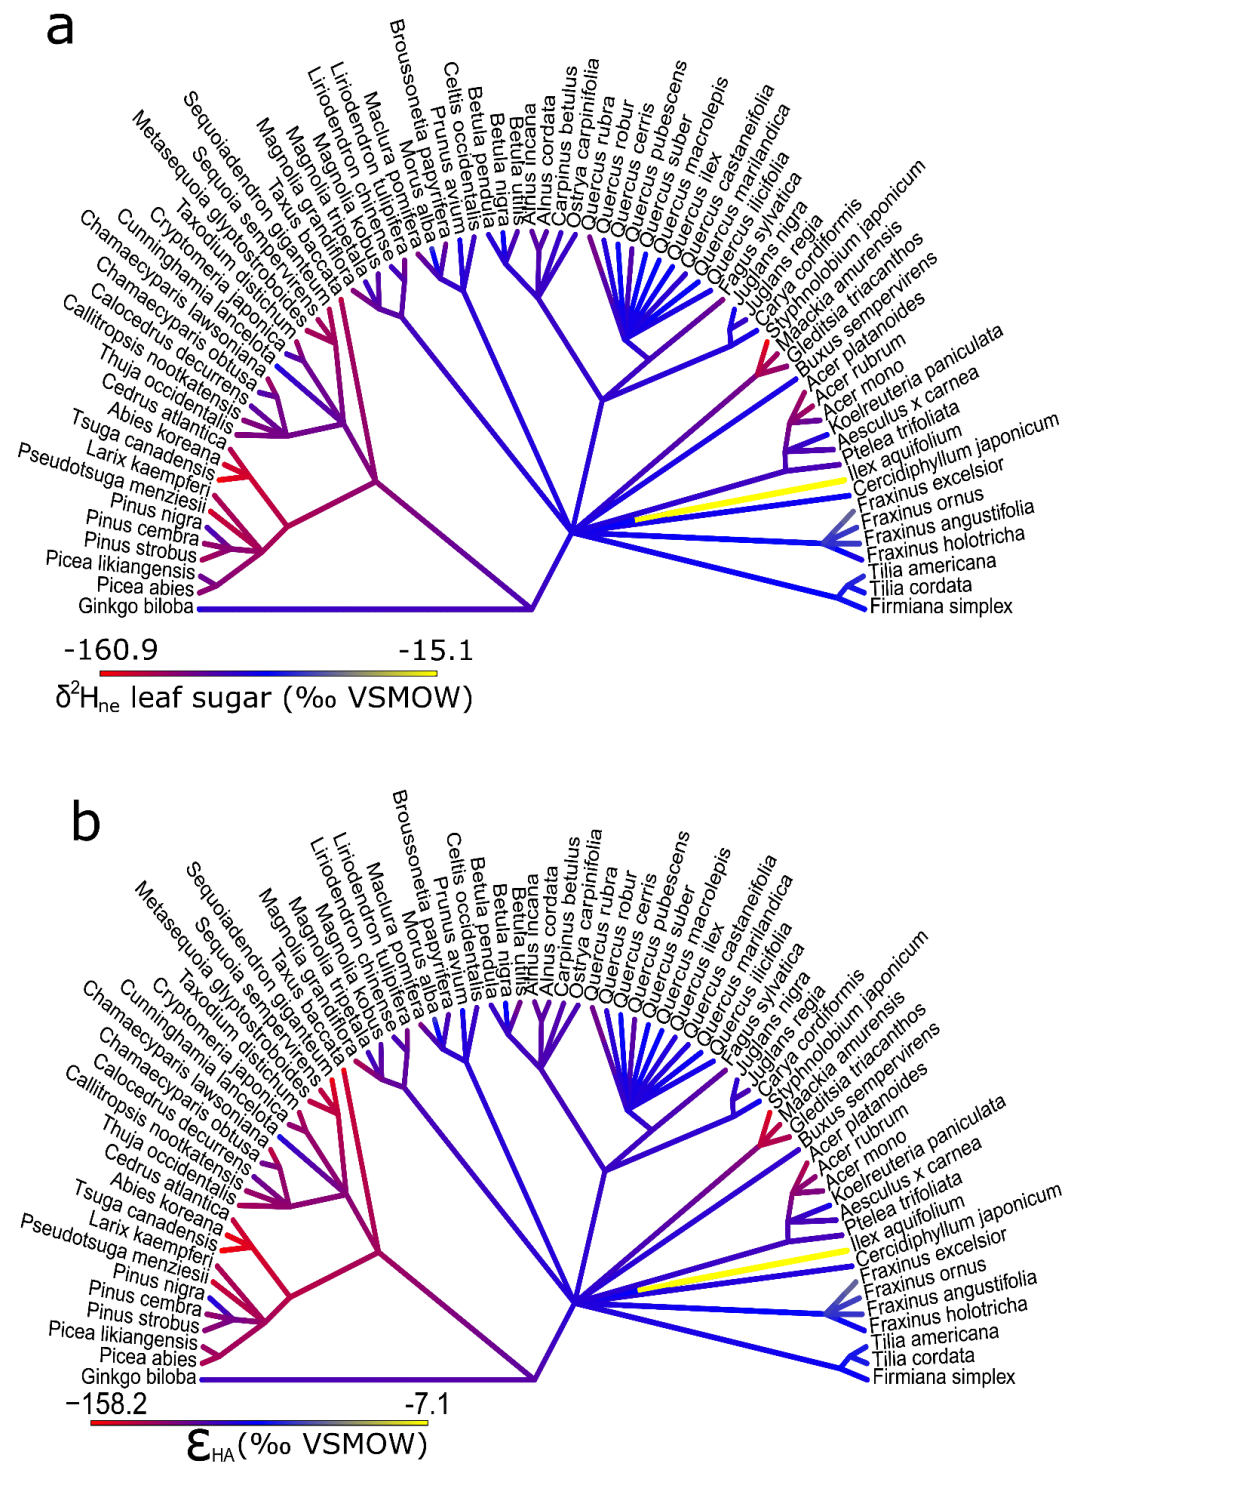 a
Ginkgo biloba
Picea abies
Picea likiangensis
Pinus strobus
Pinus cembra
Pinus nigra
Pseudotsuga menziesii
Larix kaempferi
Tsuga canadensis
Abies koreana
Cedrus atlantica
Thuja occidentalis
Callitropsis nootkatensis
Calocedrus decurrens
Chamaecyparis obtusa
Chamaecyparis lawsoniana
Cunninghamia lancelota
Cryptomeria japonica
Taxodium distichum
Metasequoia glyptostroboides
Sequoia sempervirens
Sequoiadendron giganteum
Taxus baccata
Magnolia grandiflora
Magnolia tripetala
Magnolia kobus
Liriodendron chinense
Liriodendron tulipifera
Maclura pomifera
Morus alba
Broussonetia papyrifera
Prunus avium
Celtis occidentalis
Betula pendula
Betula nigra
Betula utilis
Alnus incana
Alnus cordata
Carpinus betulus
Ostrya carpinifolia
Quercus rubra
Quercus robur
Quercus cerris
Quercus pubescens
Quercus suber
Quercus macrolepis
Quercus ilex
Quercus castaneifolia
Quercus marilandica
Quercus ilicifolia
Fagus sylvatica
Juglans nigra
Juglans regia
Carya cordiformis
Styphnolobium japonicum
Maackia amurensis
Gleditsia triacanthos
Buxus sempervirens
Acer platanoides
Acer rubrum
Acer mono
Koelreuteria paniculata
Aesculus x carnea
Ptelea trifoliata
Ilex aquifolium
Cercidiphyllum japonicum
Fraxinus excelsior
Fraxinus ornus
Fraxinus angustifolia
Fraxinus holotricha
Tilia americana
Tilia cordata
Firmiana simplex
-160.9 -15.1
δ²Hne leaf sugar (‰ VSMOW)
b
Ginkgo biloba
Picea abies
Picea likiangensis
Pinus strobus
Pinus cembra
Pinus nigra
Pseudotsuga menziesii
Larix kaempferi
Tsuga canadensis
Abies koreana
Cedrus atlantica
Thuja occidentalis
Callitropsis nootkatensis
Calocedrus decurrens
Chamaecyparis obtusa
Chamaecyparis lawsoniana
Cunninghamia lancelota
Cryptomeria japonica
Taxodium distichum
Metasequoia glyptostroboides
Sequoia sempervirens
Sequoiadendron giganteum
Taxus baccata
Magnolia grandiflora
Magnolia tripetala
Magnolia kobus
Liriodendron chinense
Liriodendron tulipifera
Maclura pomifera
Morus alba
Broussonetia papyrifera
Prunus avium
Celtis occidentalis
Betula pendula
Betula nigra
Betula utilis
Alnus incana
Alnus cordata
Carpinus betulus
Ostrya carpinifolia
Quercus rubra
Quercus robur
Quercus cerris
Quercus pubescens
Quercus suber
Quercus macrolepis
Quercus ilex
Quercus castaneifolia
Quercus marilandica
Quercus ilicifolia
Fagus sylvatica
Juglans nigra
Juglans regia
Carya cordiformis
Styphnolobium japonicum
Maackia amurensis
Gleditsia triacanthos
Buxus sempervirens
Acer platanoides
Acer rubrum
Acer mono
Koelreuteria paniculata
Aesculus x carnea
Ptelea trifoliata
Ilex aquifolium
Cercidiphyllum japonicum
Fraxinus excelsior
Fraxinus ornus
Fraxinus angustifolia
Fraxinus holotricha
Tilia americana
Tilia cordata
Firmiana simplex
−158.2 -7.1
εHA (‰ VSMOW)